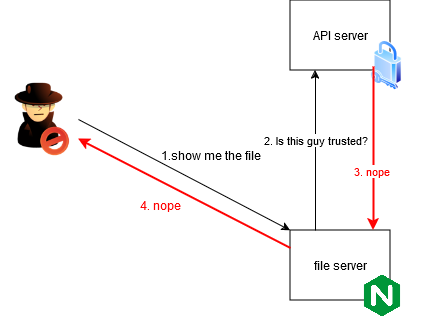 API server
1.show me the file
2. Is this guy trusted?
3. nope
4. nope
file server
N